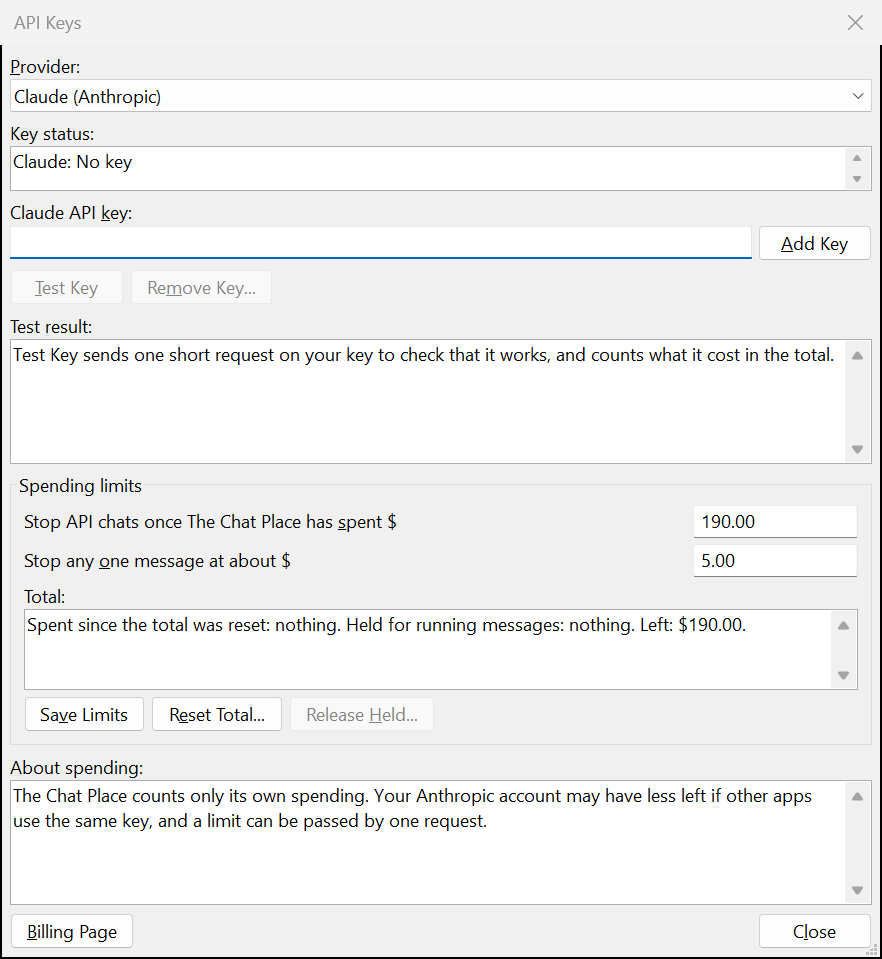 API Keys
Provider:
Claude (Anthropic)
Key status:
Claude: No key
Claude API key:
Add Key
Test Key
Remove Key...
Test result:
Test Key sends one short request on your key to check that it works, and counts what it cost in the total.
Spending limits
Stop API chats once The Chat Place has spent $
190.00
Stop any one message at about $
5.00
Total:
Spent since the total was reset: nothing. Held for running messages: nothing. Left: $190.00.
Save Limits
Reset Total...
Release Held...
About spending:
The Chat Place counts only its own spending. Your Anthropic account may have less left if other apps
use the same key, and a limit can be passed by one request.
Billing Page
Close